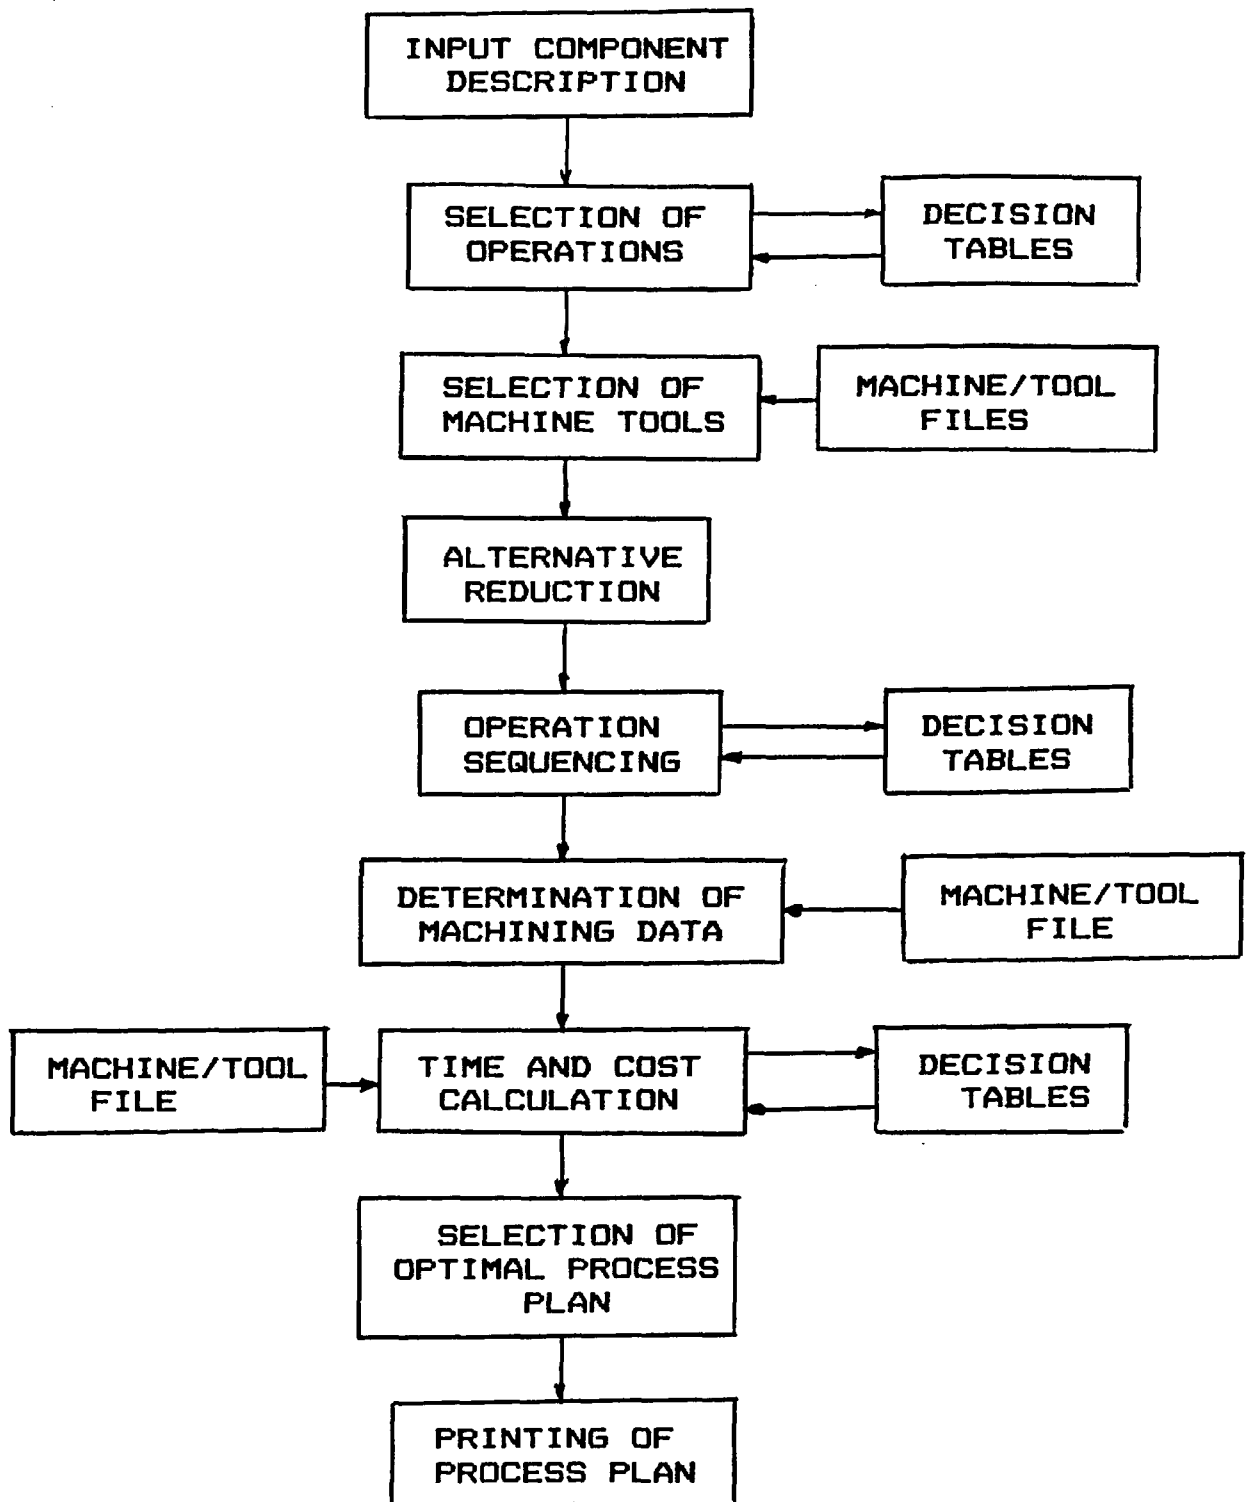 INPUT COMPONENT
DESCRIPTION
SELECTION OF
OPERATIONS
DECISION
TABLES
SELECTION OF
MACHINE TOOLS
MACHINE/TOOL
FILES
ALTERNATIVE
REDUCTION
OPERATION
SEQUENCING
DECISION
TABLES
DETERMINATION OF
MACHINING DATA
MACHINE/TOOL
FILE
MACHINE/TOOL
FILE
TIME AND COST
CALCULATION
DECISION
TABLES
SELECTION OF
OPTIMAL PROCESS
PLAN
PRINTING OF
PROCESS PLAN